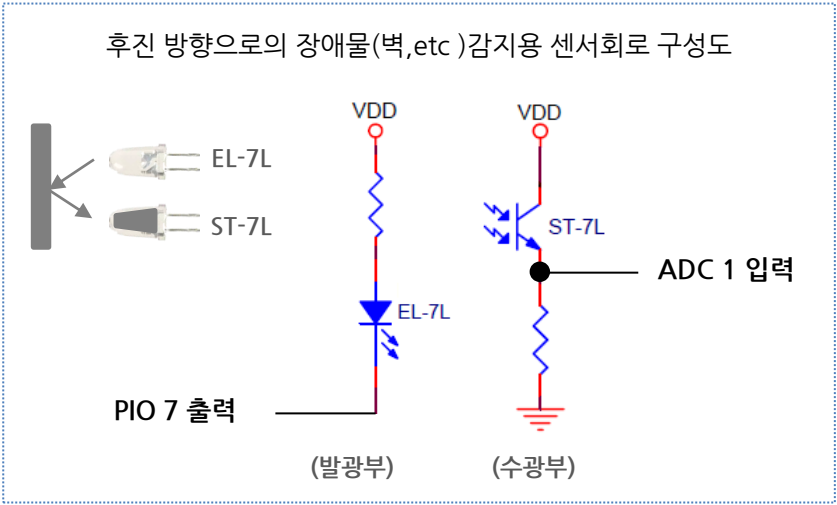 후진 방향으로의 장애물(벽,etc )감지용 센서회로 구성도
EL-7L
ST-7L
VDD
EL-7L
PIO 7 출력
(발광부)
VDD
ST-7L
ADC 1 입력
(수광부)